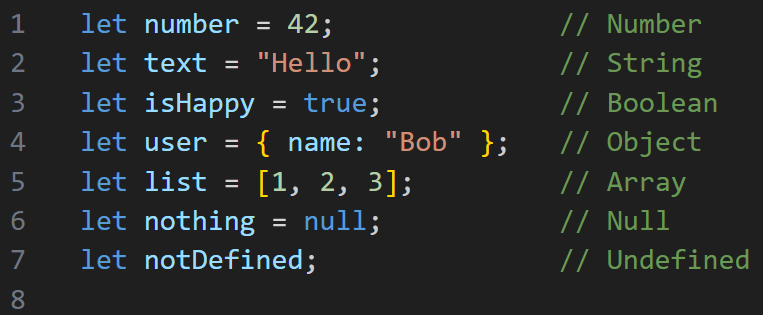 1 let number = 42; // Number
2 let text = "Hello"; // String
3 let isHappy = true; // Boolean
4 let user = { name: "Bob" }; // Object
5 let list = [1, 2, 3]; // Array
6 let nothing = null; // Null
7 let notDefined; // Undefined
8